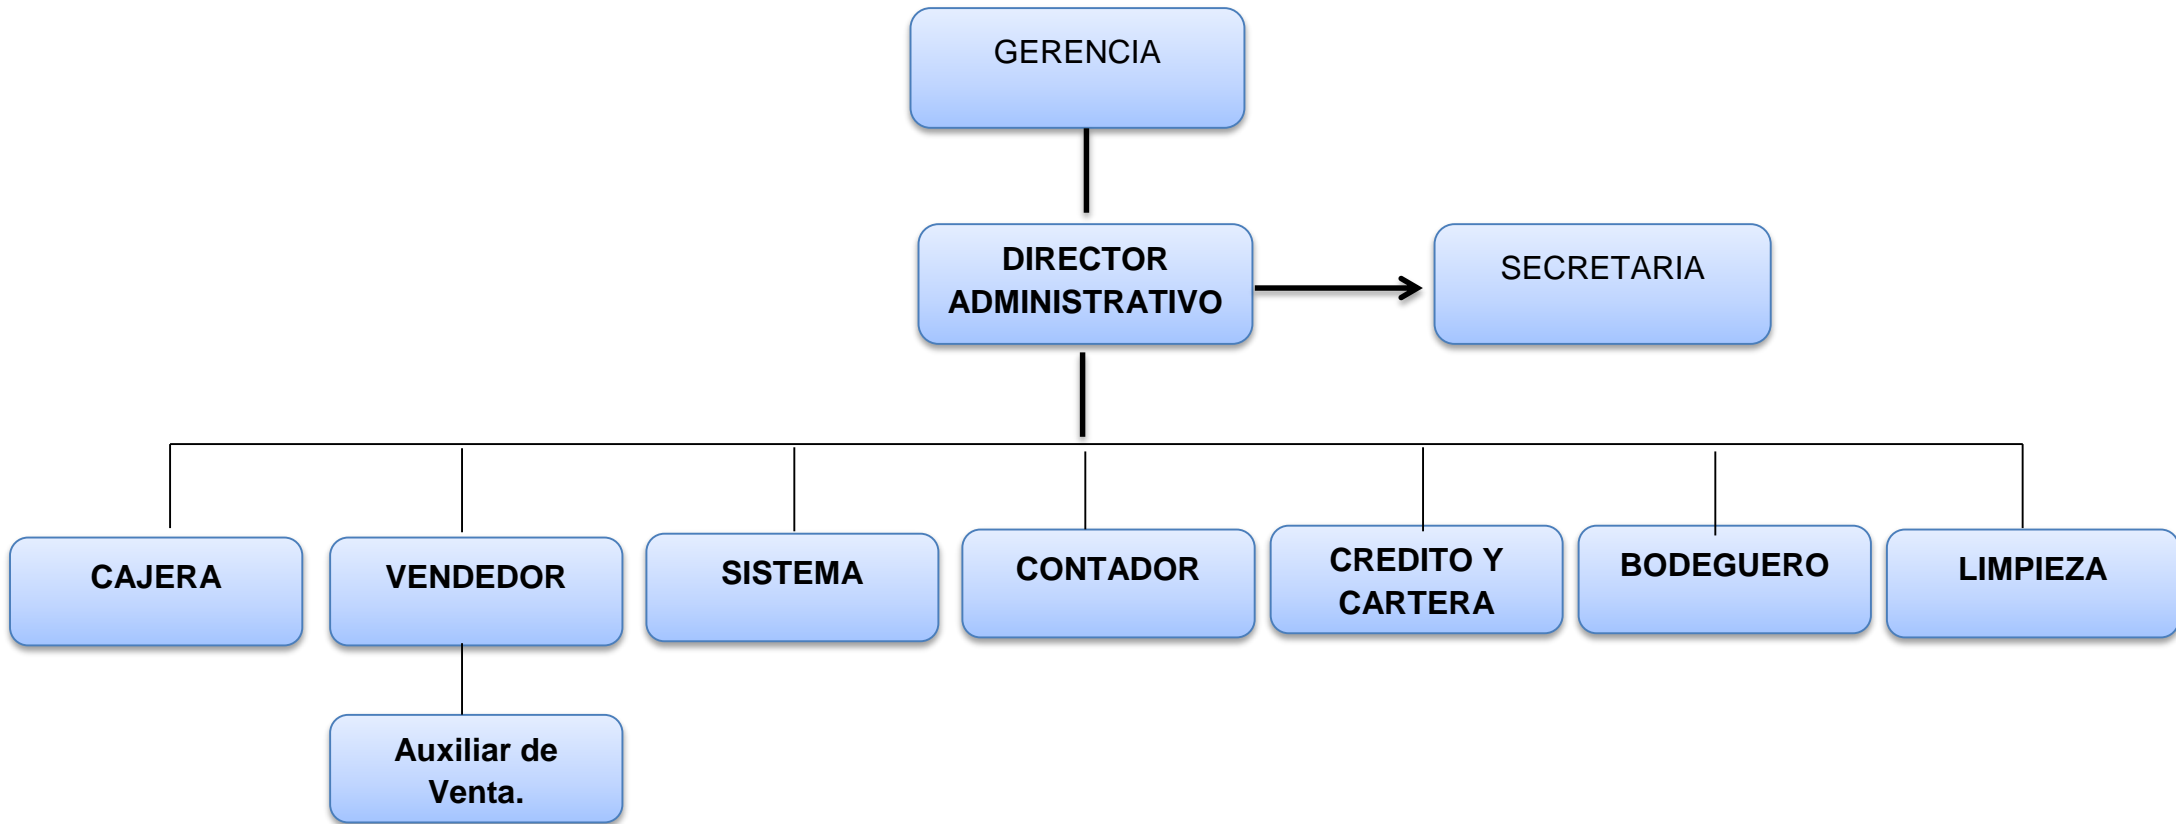 GERENCIA
DIRECTOR
ADMINISTRATIVO
SECRETARIA
CAJERA
VENDEDOR
SISTEMA
CONTADOR
CREDITO Y
CARTERA
BODEGUERO
LIMPIEZA
Auxiliar de
Venta.